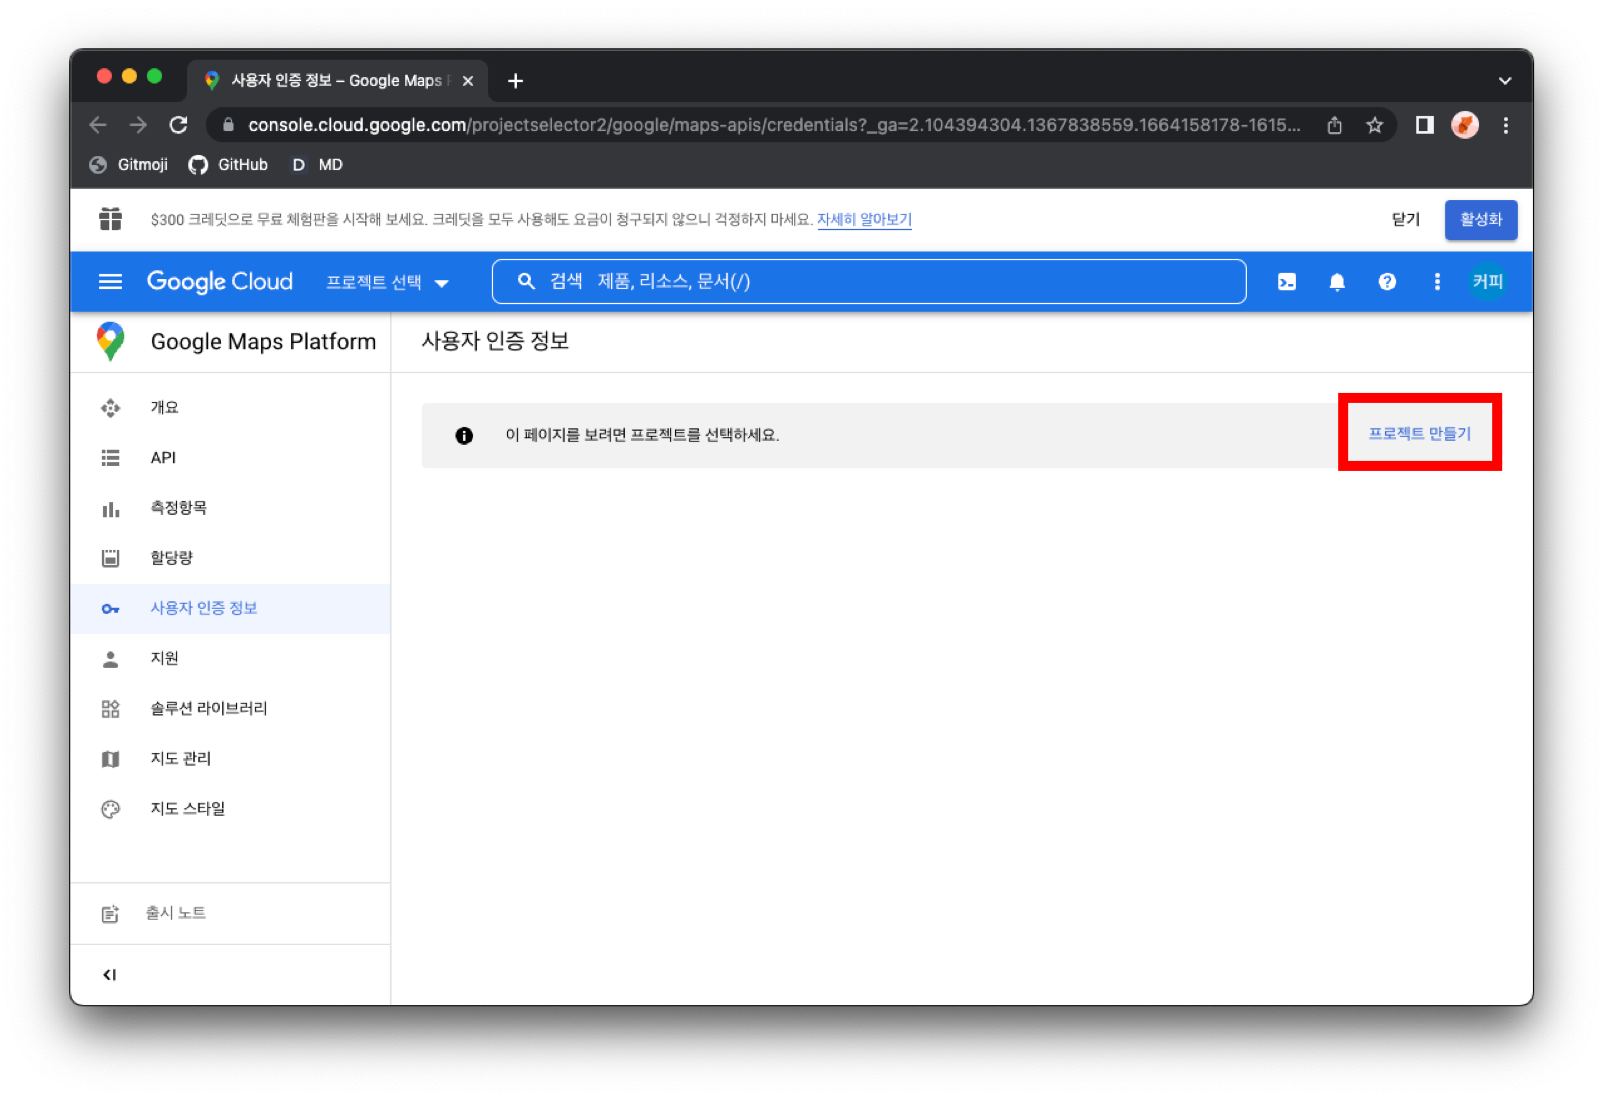 사용자 인증 정보 – Google Maps
console.cloud.google.com/projectselector2/google/maps-apis/credentials?_ga=2.104394304.1367838559.1664158178-1615...
Gitmoji GitHub D MD
$300 크레딧으로 무료 체험판을 시작해 보세요. 크레딧을 모두 사용해도 요금이 청구되지 않으니 걱정하지 마세요. 자세히 알아보기 닫기 활성화
Google Cloud 프로젝트 선택 검색 제품, 리소스, 문서(/) 커피
Google Maps Platform 사용자 인증 정보
개요
이 페이지를 보려면 프로젝트를 선택하세요. 프로젝트 만들기
API
측정항목
할당량
사용자 인증 정보
지원
솔루션 라이브러리
지도 관리
지도 스타일
출시 노트